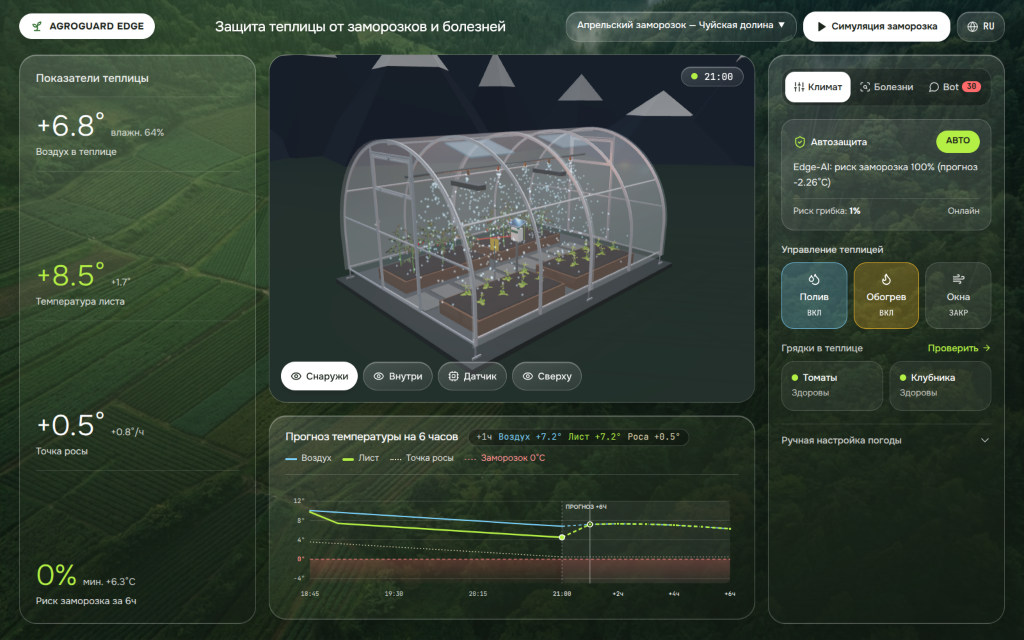 AGROGUARD EDGE
Защита теплицы от заморозков и болезней
Апрельский заморозок — Чуйская долина ▼
Симуляция заморозка
RU
Показатели теплицы
+6.8° влажн. 64%
Воздух в теплице
+8.5° -1.7°
Температура листа
+0.5° +0.8°/ч
Точка росы
0% мин. +6.3°C
Риск заморозка за 6ч
21:00
Снаружи
Внутри
Датчик
Сверху
Прогноз температуры на 6 часов
+1ч Воздух +7.2° Лист +7.2° Роса +0.5°
Воздух
Лист
Точка росы
Заморозок 0°C
ПРОГНОЗ +6Ч
12°
8°
4°
0°
-4°
18:45 19:30 20:15 21:00 +2ч +4ч +6ч
Климат
Болезни
Bot 30
Автозащита
АВТО
Edge-AI: риск заморозка 100% (прогноз
-2.26°C)
Риск грибка: 1%
Онлайн
Управление теплицей
Полив
ВКЛ
Обогрев
ВКЛ
Окна
ЗАКР
Грядки в теплице
Проверить →
Томаты
Здоровы
Клубника
Здоровы
Ручная настройка погоды